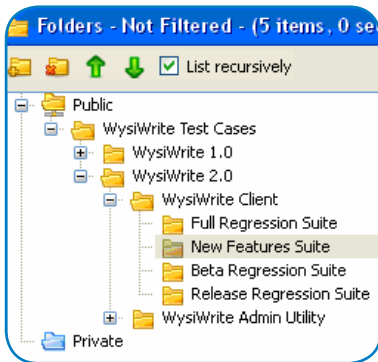 Folders - Not Filtered - (5 items, 0 se
List recursively
Public
WysiWrite Test Cases
WysiWrite 1.0
WysiWrite 2.0
WysiWrite Client
Full Regression Suite
New Features Suite
Beta Regression Suite
Release Regression Suite
WysiWrite Admin Utility
Private